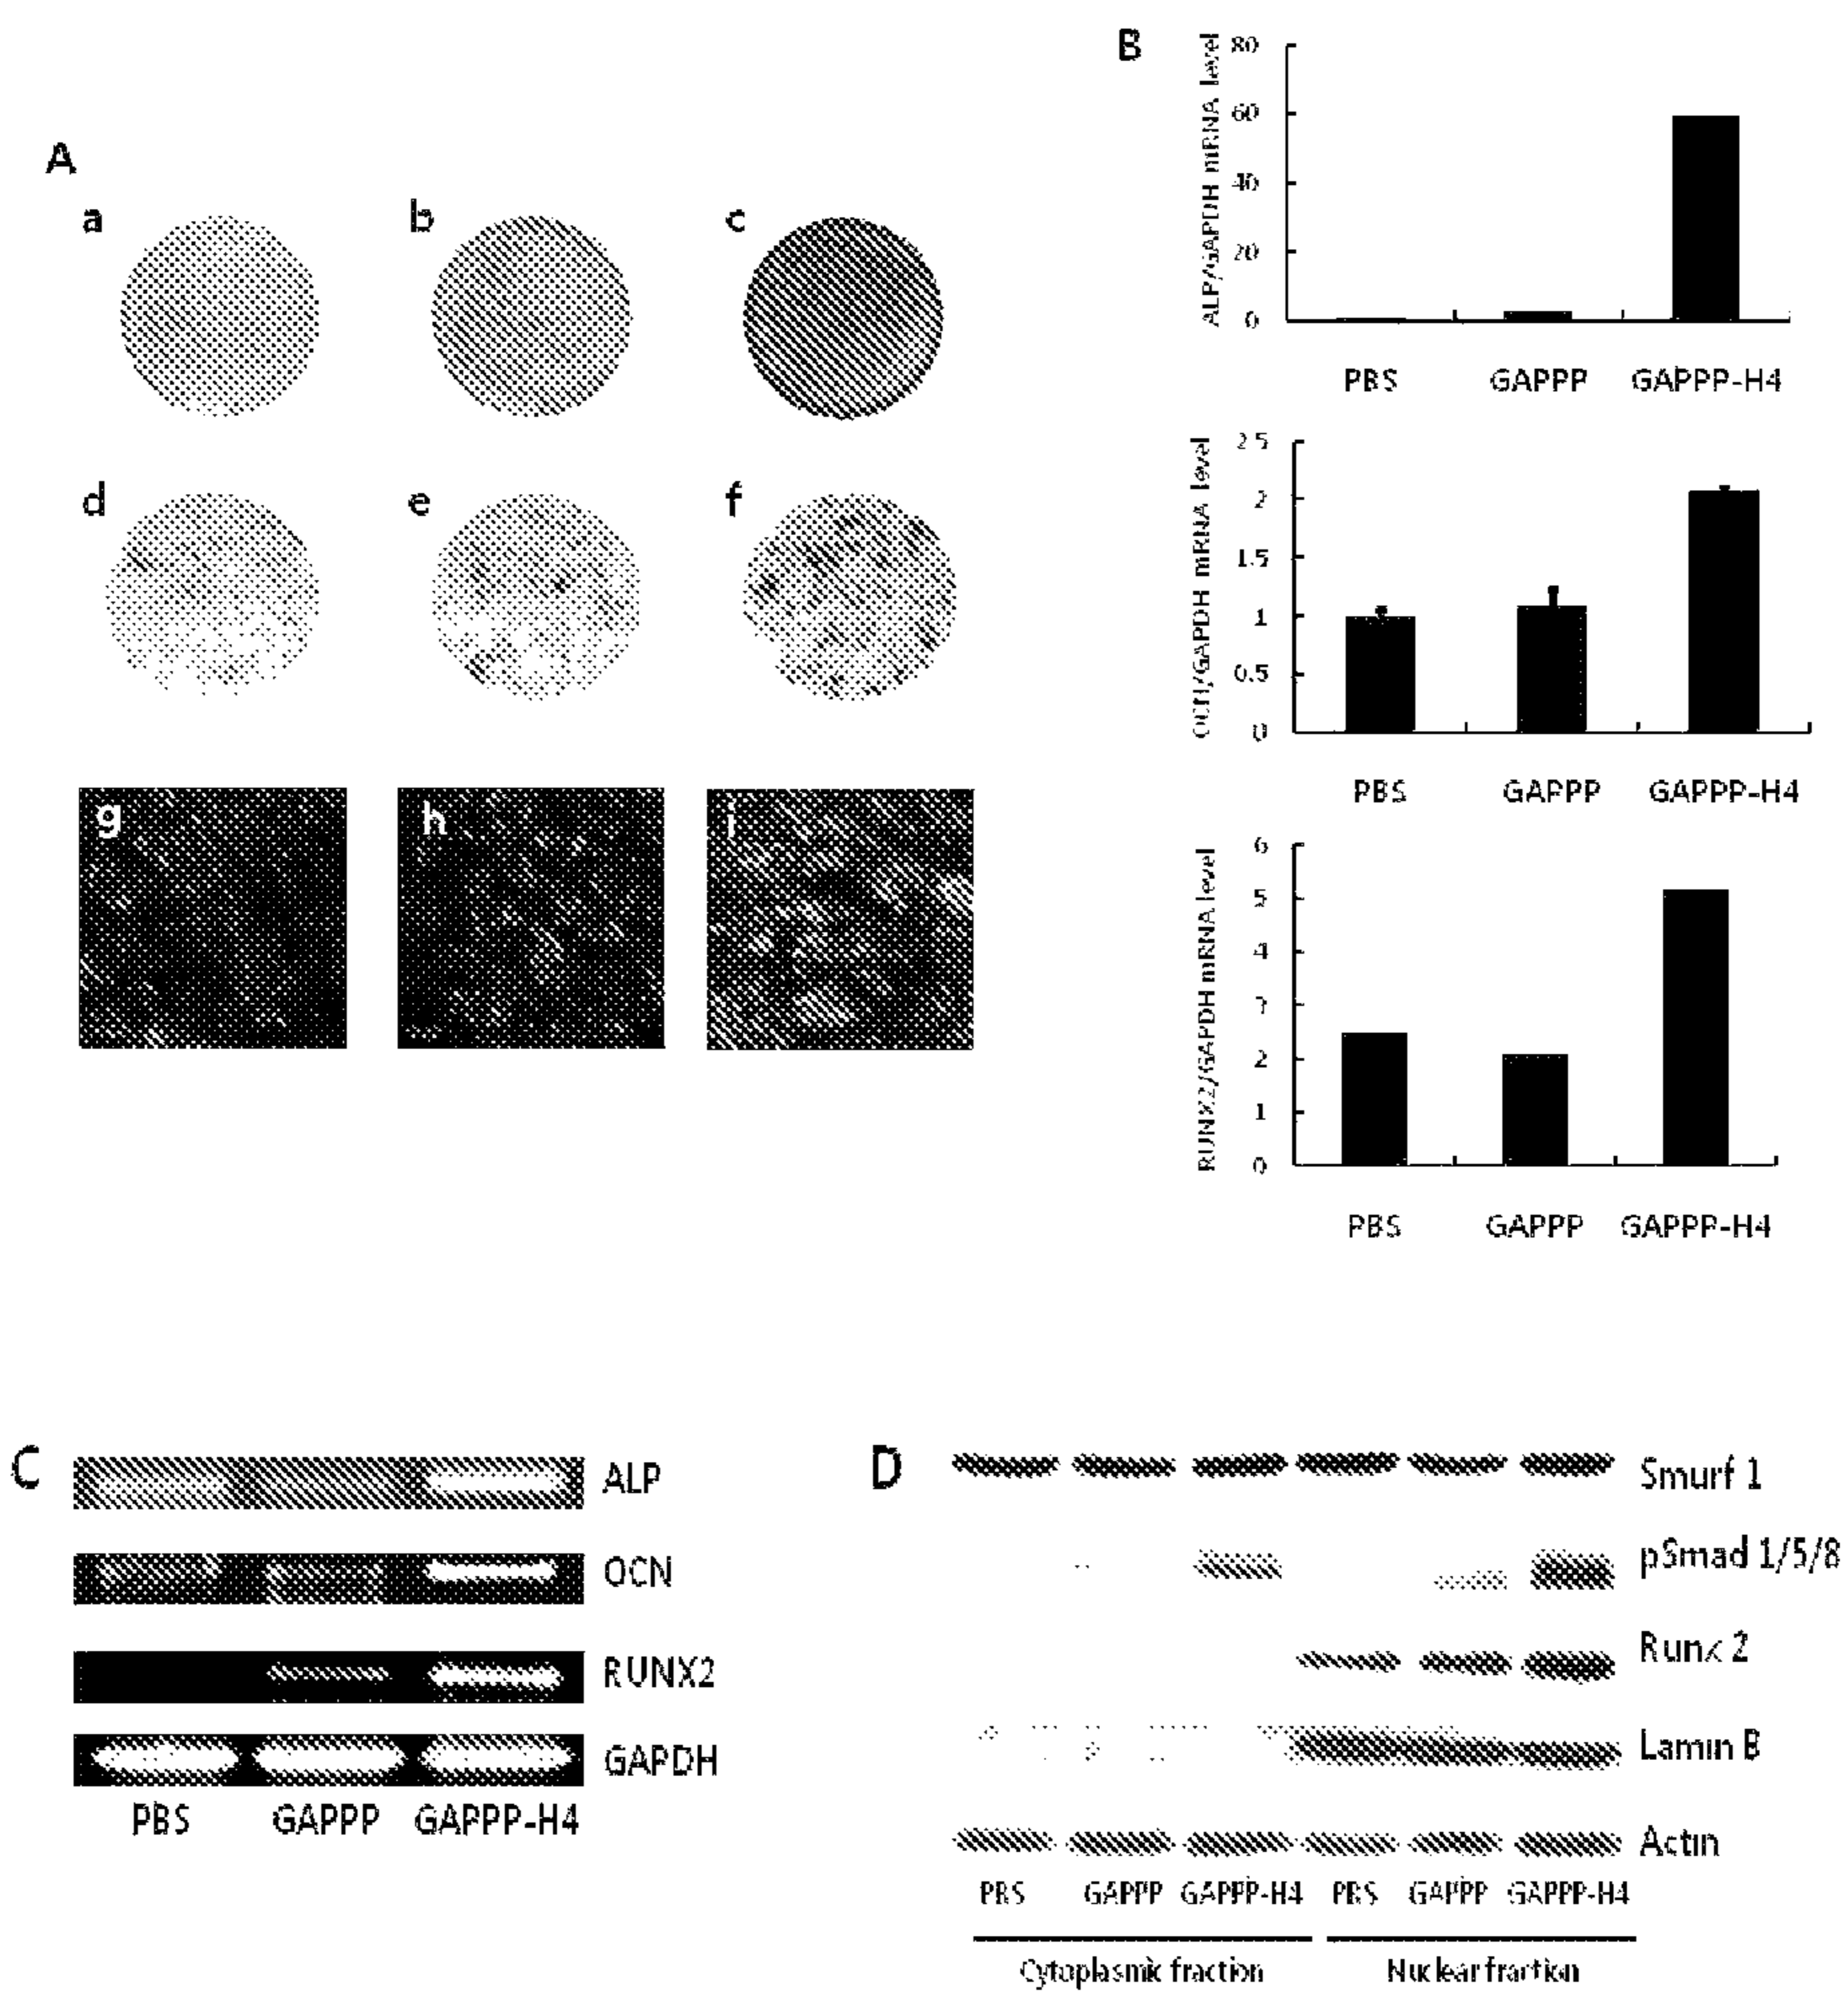 A
a b c
d e f
g h i
B
ALP/GAPDH mRNA level
80
60
40
20
0
PBS GAPPP GAPPP-H4
OCN/GAPDH mRNA level
2.5
2
1.5
1
0.5
0
PBS GAPPP GAPPP-H4
RUNX2/GAPDH mRNA level
6
5
4
3
2
1
0
PBS GAPPP GAPPP-H4
C
ALP
OCN
RUNX2
GAPDH
PBS GAPPP GAPPP-H4
D
Smurf 1
pSmad 1/5/8
Runx 2
Lamin B
Actin
PBS GAPPP GAPPP-H4 PBS GAPPP GAPPP-H4
Cytoplasmic fraction Nuclear fraction